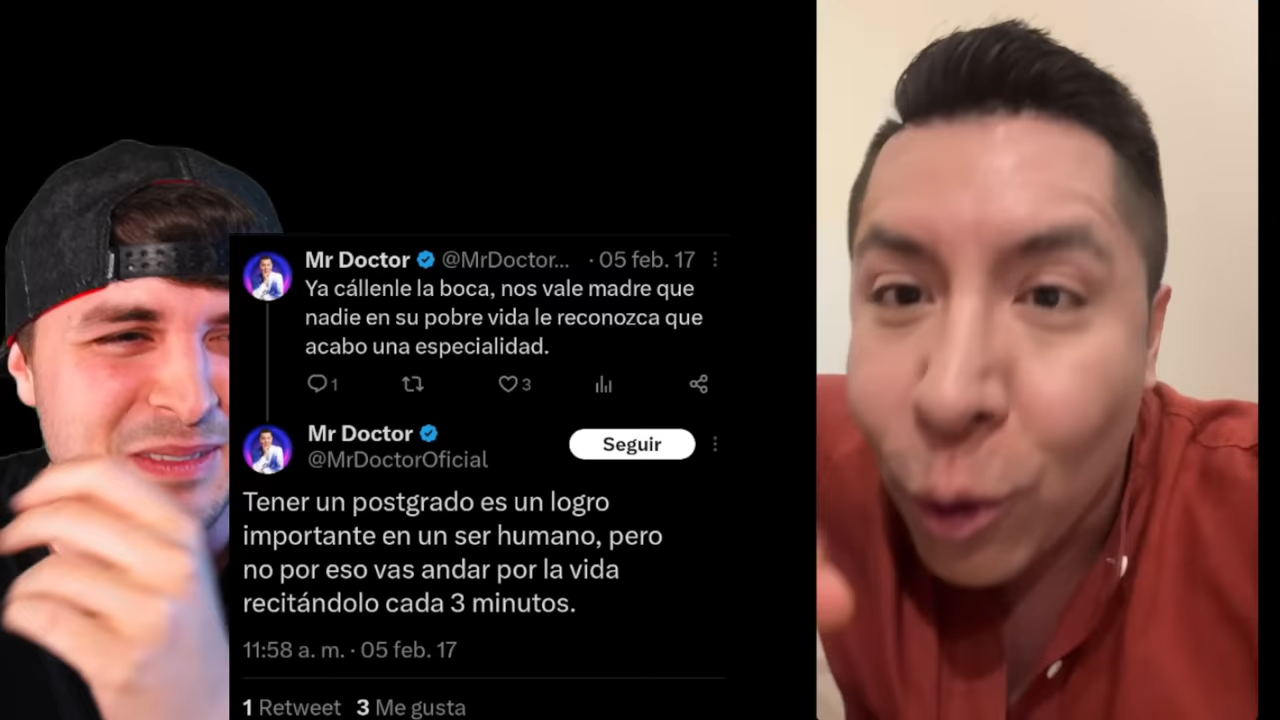 Mr Doctor @MrDoctor... · 05 feb. 17
Ya cállenle la boca, nos vale madre que
nadie en su pobre vida le reconozca que
acabo una especialidad.
1 3
Mr Doctor
@MrDoctorOficial
Seguir
Tener un postgrado es un logro
importante en un ser humano, pero
no por eso vas andar por la vida
recitándolo cada 3 minutos.
11:58 a. m. · 05 feb. 17
1 Retweet 3 Me gusta